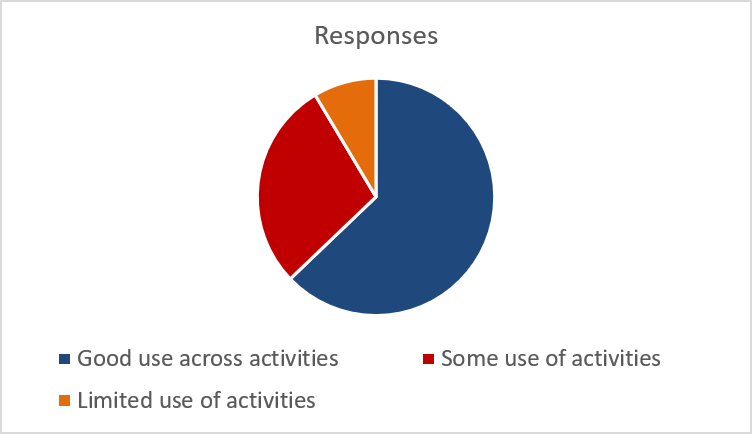 Responses
Good use across activities
Some use of activities
Limited use of activities